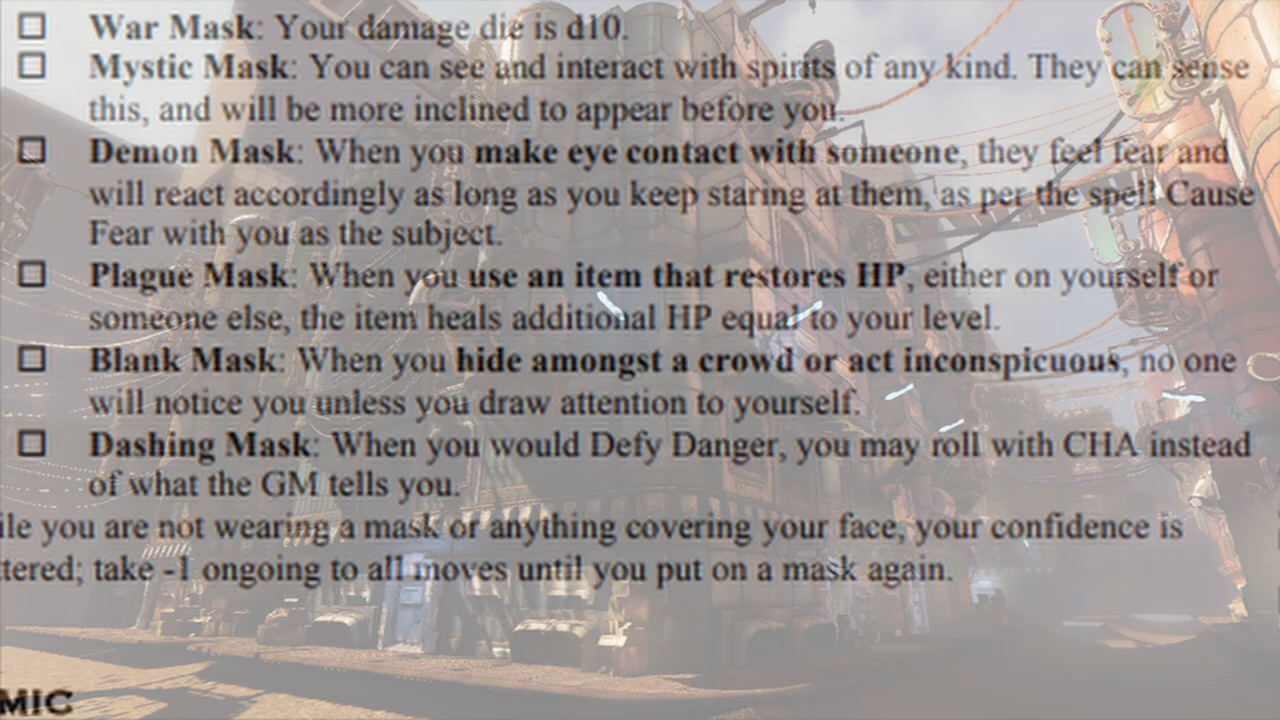 ☐ War Mask: Your damage die is d10.
☐ Mystic Mask: You can see and interact with spirits of any kind. They can sense
this, and will be more inclined to appear before you.
☐ Demon Mask: When you make eye contact with someone, they feel fear and
will react accordingly as long as you keep staring at them, as per the spell Cause
Fear with you as the subject.
☐ Plague Mask: When you use an item that restores HP, either on yourself or
someone else, the item heals additional HP equal to your level.
☐ Blank Mask: When you hide amongst a crowd or act inconspicuous, no one
will notice you unless you draw attention to yourself.
☐ Dashing Mask: When you would Defy Danger, you may roll with CHA instead
of what the GM tells you.
ile you are not wearing a mask or anything covering your face, your confidence is
tered; take -1 ongoing to all moves until you put on a mask again.
MIC